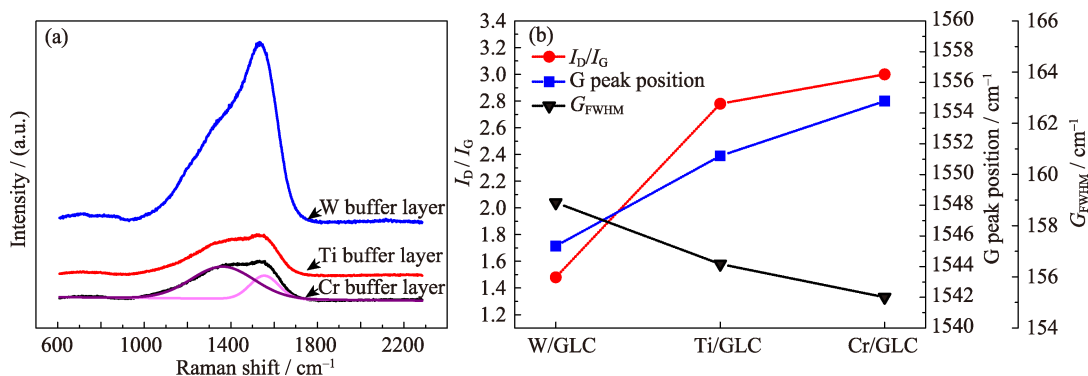 (a)
Intensity / (a.u.)
W buffer layer
Ti buffer layer
Cr buffer layer
600 1000 1400 1800 2200
Raman shift / cm⁻¹
(b)
I_D/I_G
G peak position
G_FWHM
I_D / I_G
3.4
3.2
3.0
2.8
2.6
2.4
2.2
2.0
1.8
1.6
1.4
1.2
W/GLC Ti/GLC Cr/GLC
1560
1558
1556
1554
1552
1550
1548
1546
1544
1542
1540
G peak position / cm⁻¹
166
164
162
160
158
156
154
G_FWHM / cm⁻¹